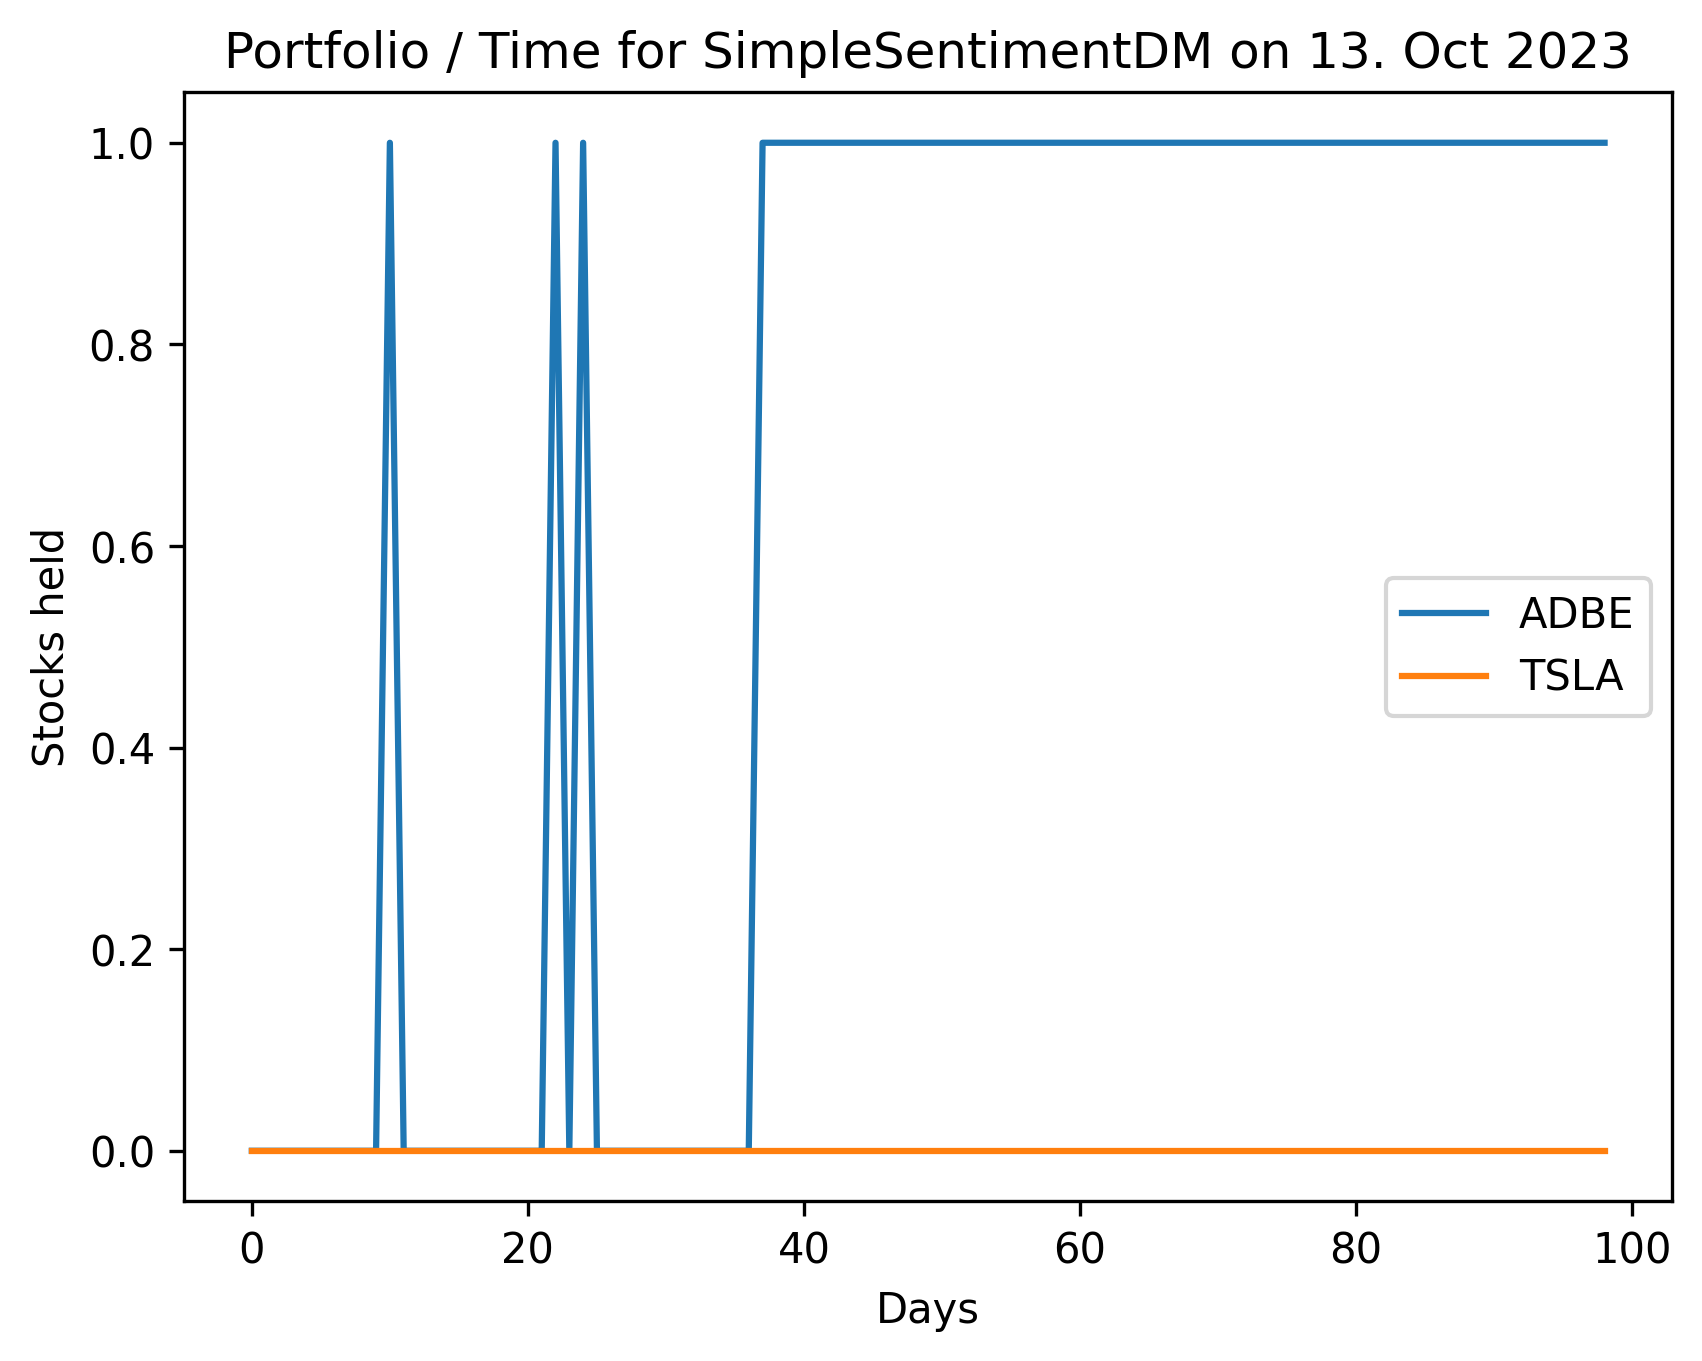 Portfolio / Time for SimpleSentimentDM on 13. Oct 2023
1.0
0.8
0.6
0.4
0.2
0.0
Stocks held
ADBE
TSLA
0 20 40 60 80 100
Days